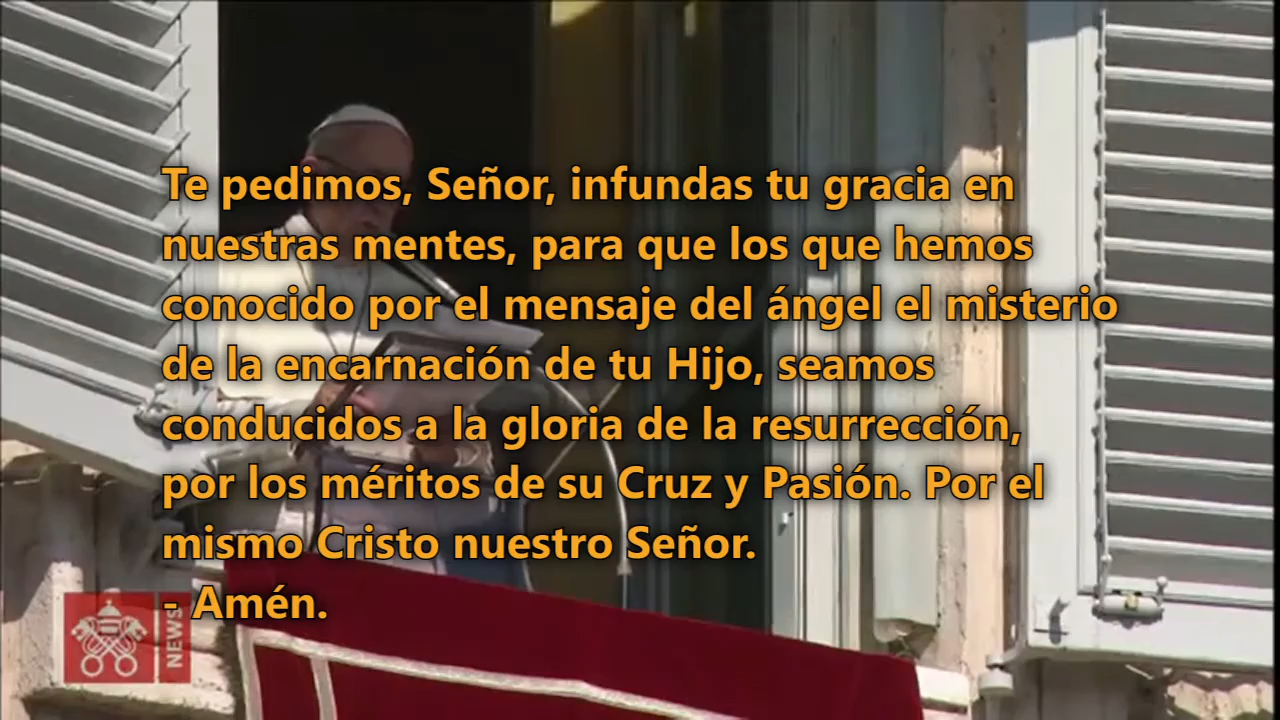 Te pedimos, Señor, infundas tu gracia en
nuestras mentes, para que los que hemos
conocido por el mensaje del ángel el misterio
de la encarnación de tu Hijo, seamos
conducidos a la gloria de la resurrección,
por los méritos de su Cruz y Pasión. Por el
mismo Cristo nuestro Señor.
- Amén.
NEWS